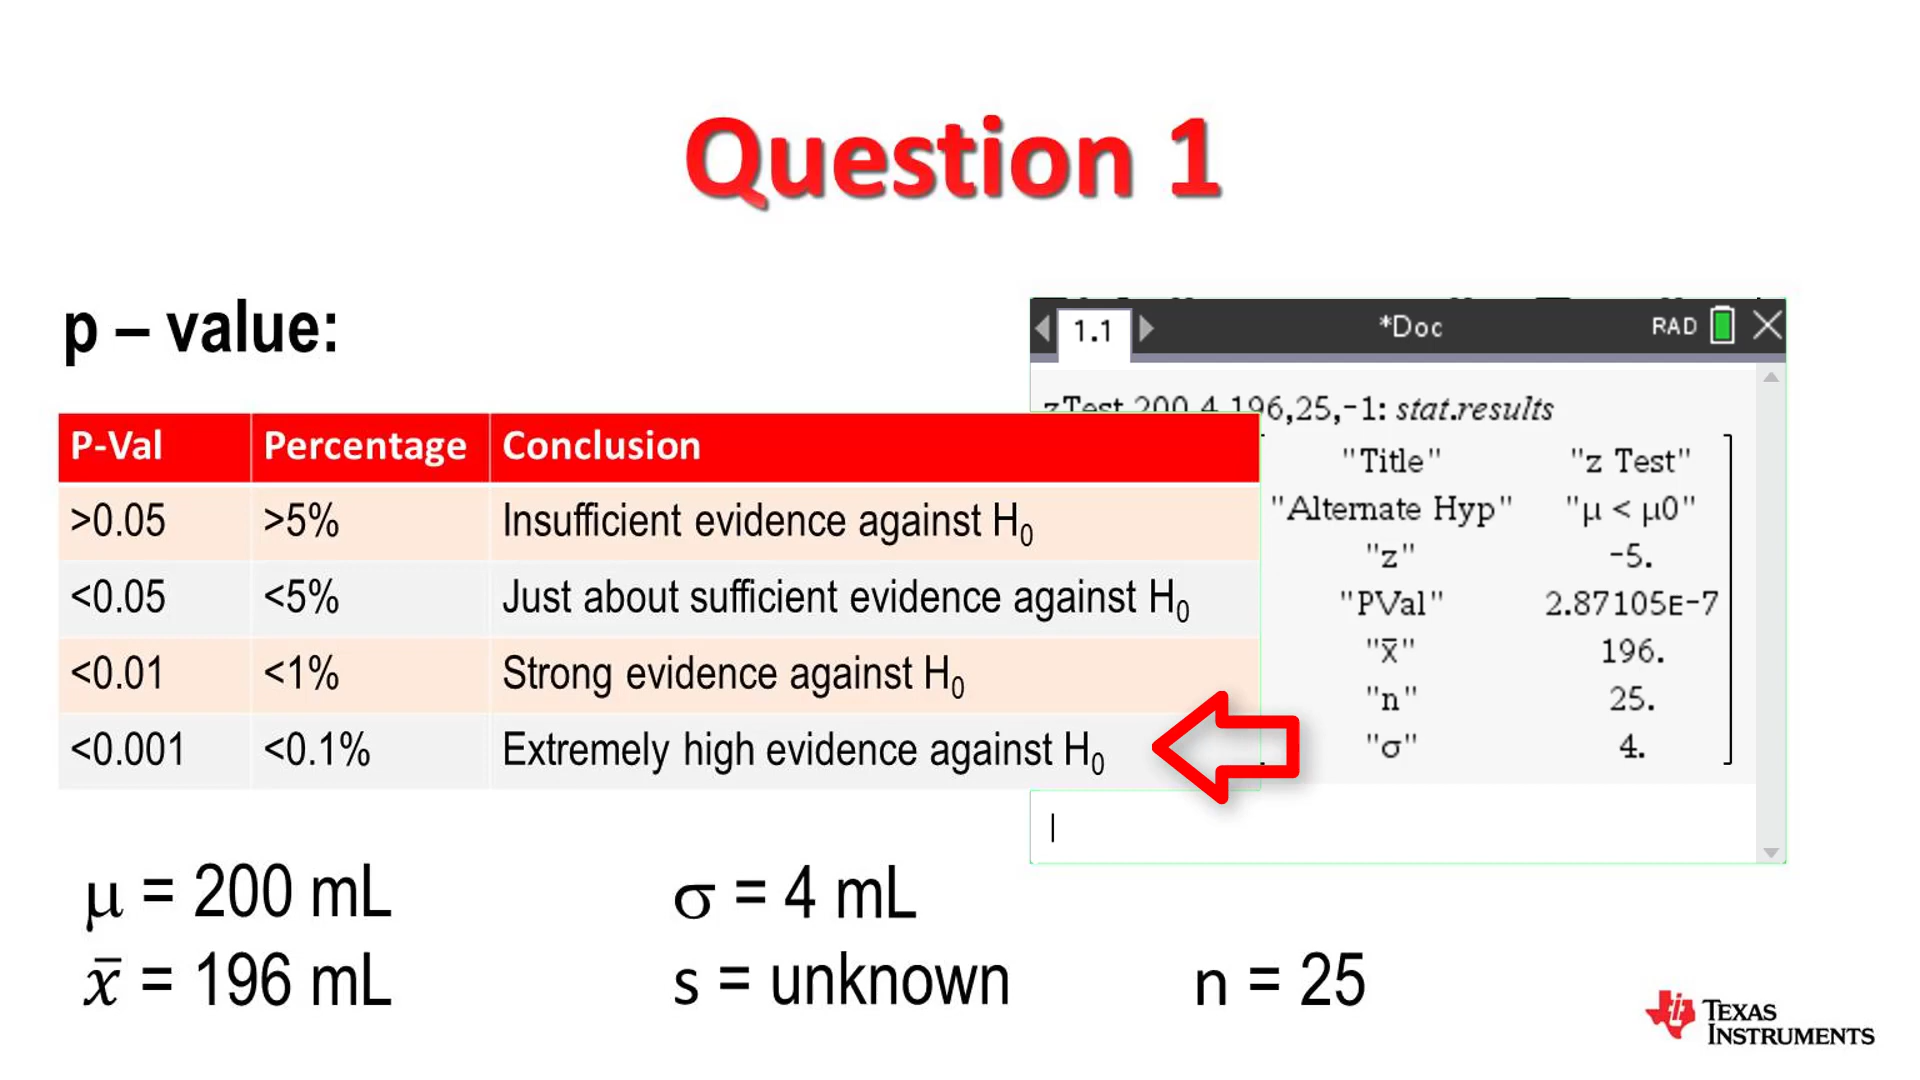 Question 1
p – value:
1.1 *Doc RAD
zTest 200,4,196,25,-1: stat.results
P-Val Percentage Conclusion
>0.05 >5% Insufficient evidence against H₀
<0.05 <5% Just about sufficient evidence against H₀
<0.01 <1% Strong evidence against H₀
<0.001 <0.1% Extremely high evidence against H₀
"Title" "z Test"
"Alternate Hyp" "μ < μ0"
"z" -5.
"PVal" 2.87105E-7
"x̄" 196.
"n" 25.
"σ" 4.
μ = 200 mL σ = 4 mL
x̄ = 196 mL s = unknown n = 25
TEXAS
INSTRUMENTS